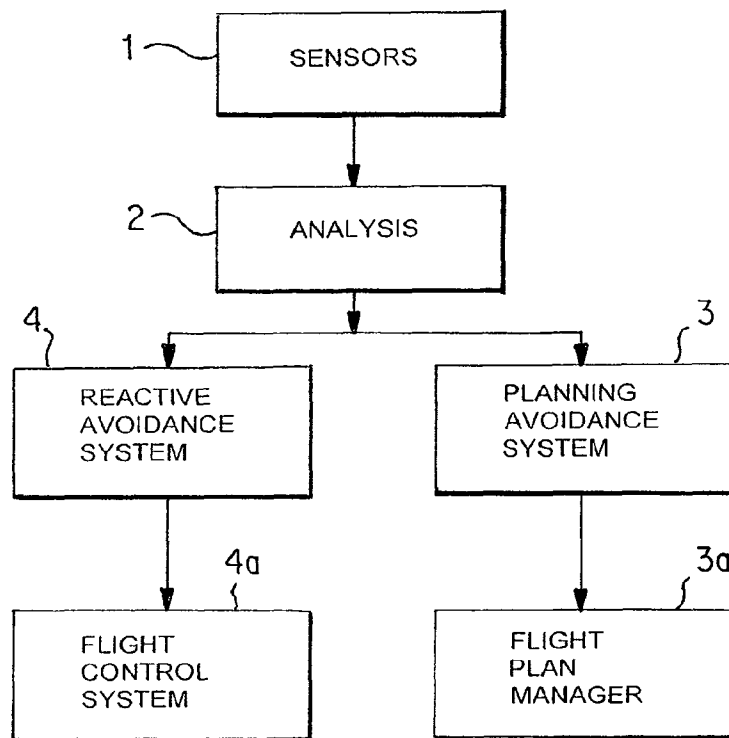 1
SENSORS
2
ANALYSIS
4
3
REACTIVE
AVOIDANCE
SYSTEM
PLANNING
AVOIDANCE
SYSTEM
4a
3a
FLIGHT
CONTROL
SYSTEM
FLIGHT
PLAN
MANAGER